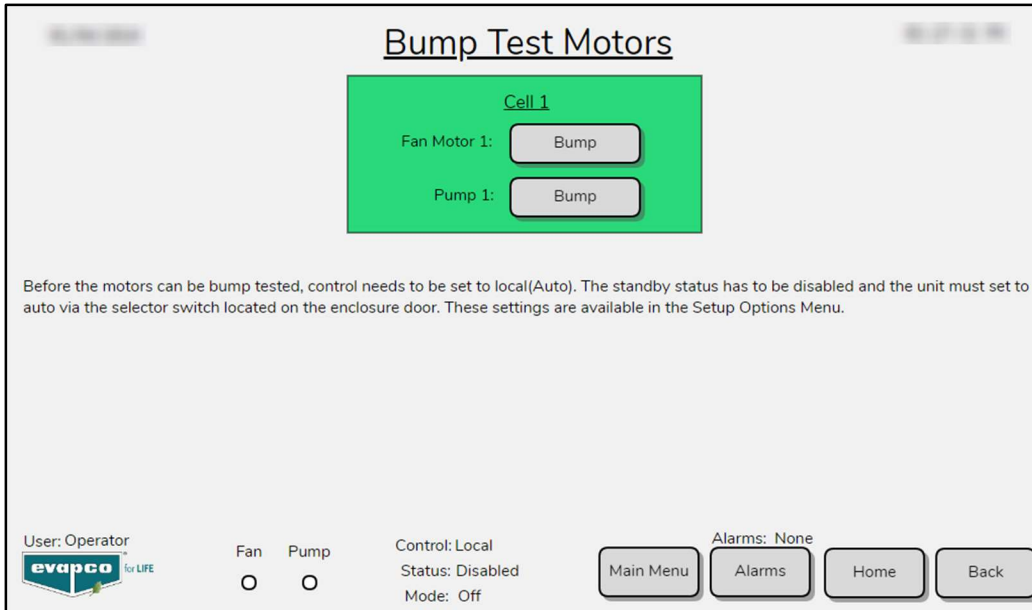 Bump Test Motors
Cell 1
Fan Motor 1: Bump
Pump 1: Bump
Before the motors can be bump tested, control needs to be set to local(Auto). The standby status has to be disabled and the unit must set to
auto via the selector switch located on the enclosure door. These settings are available in the Setup Options Menu.
User: Operator
evapco for LIFE
Fan Pump
Control: Local
Status: Disabled
Mode: Off
Alarms: None
Main Menu Alarms Home Back